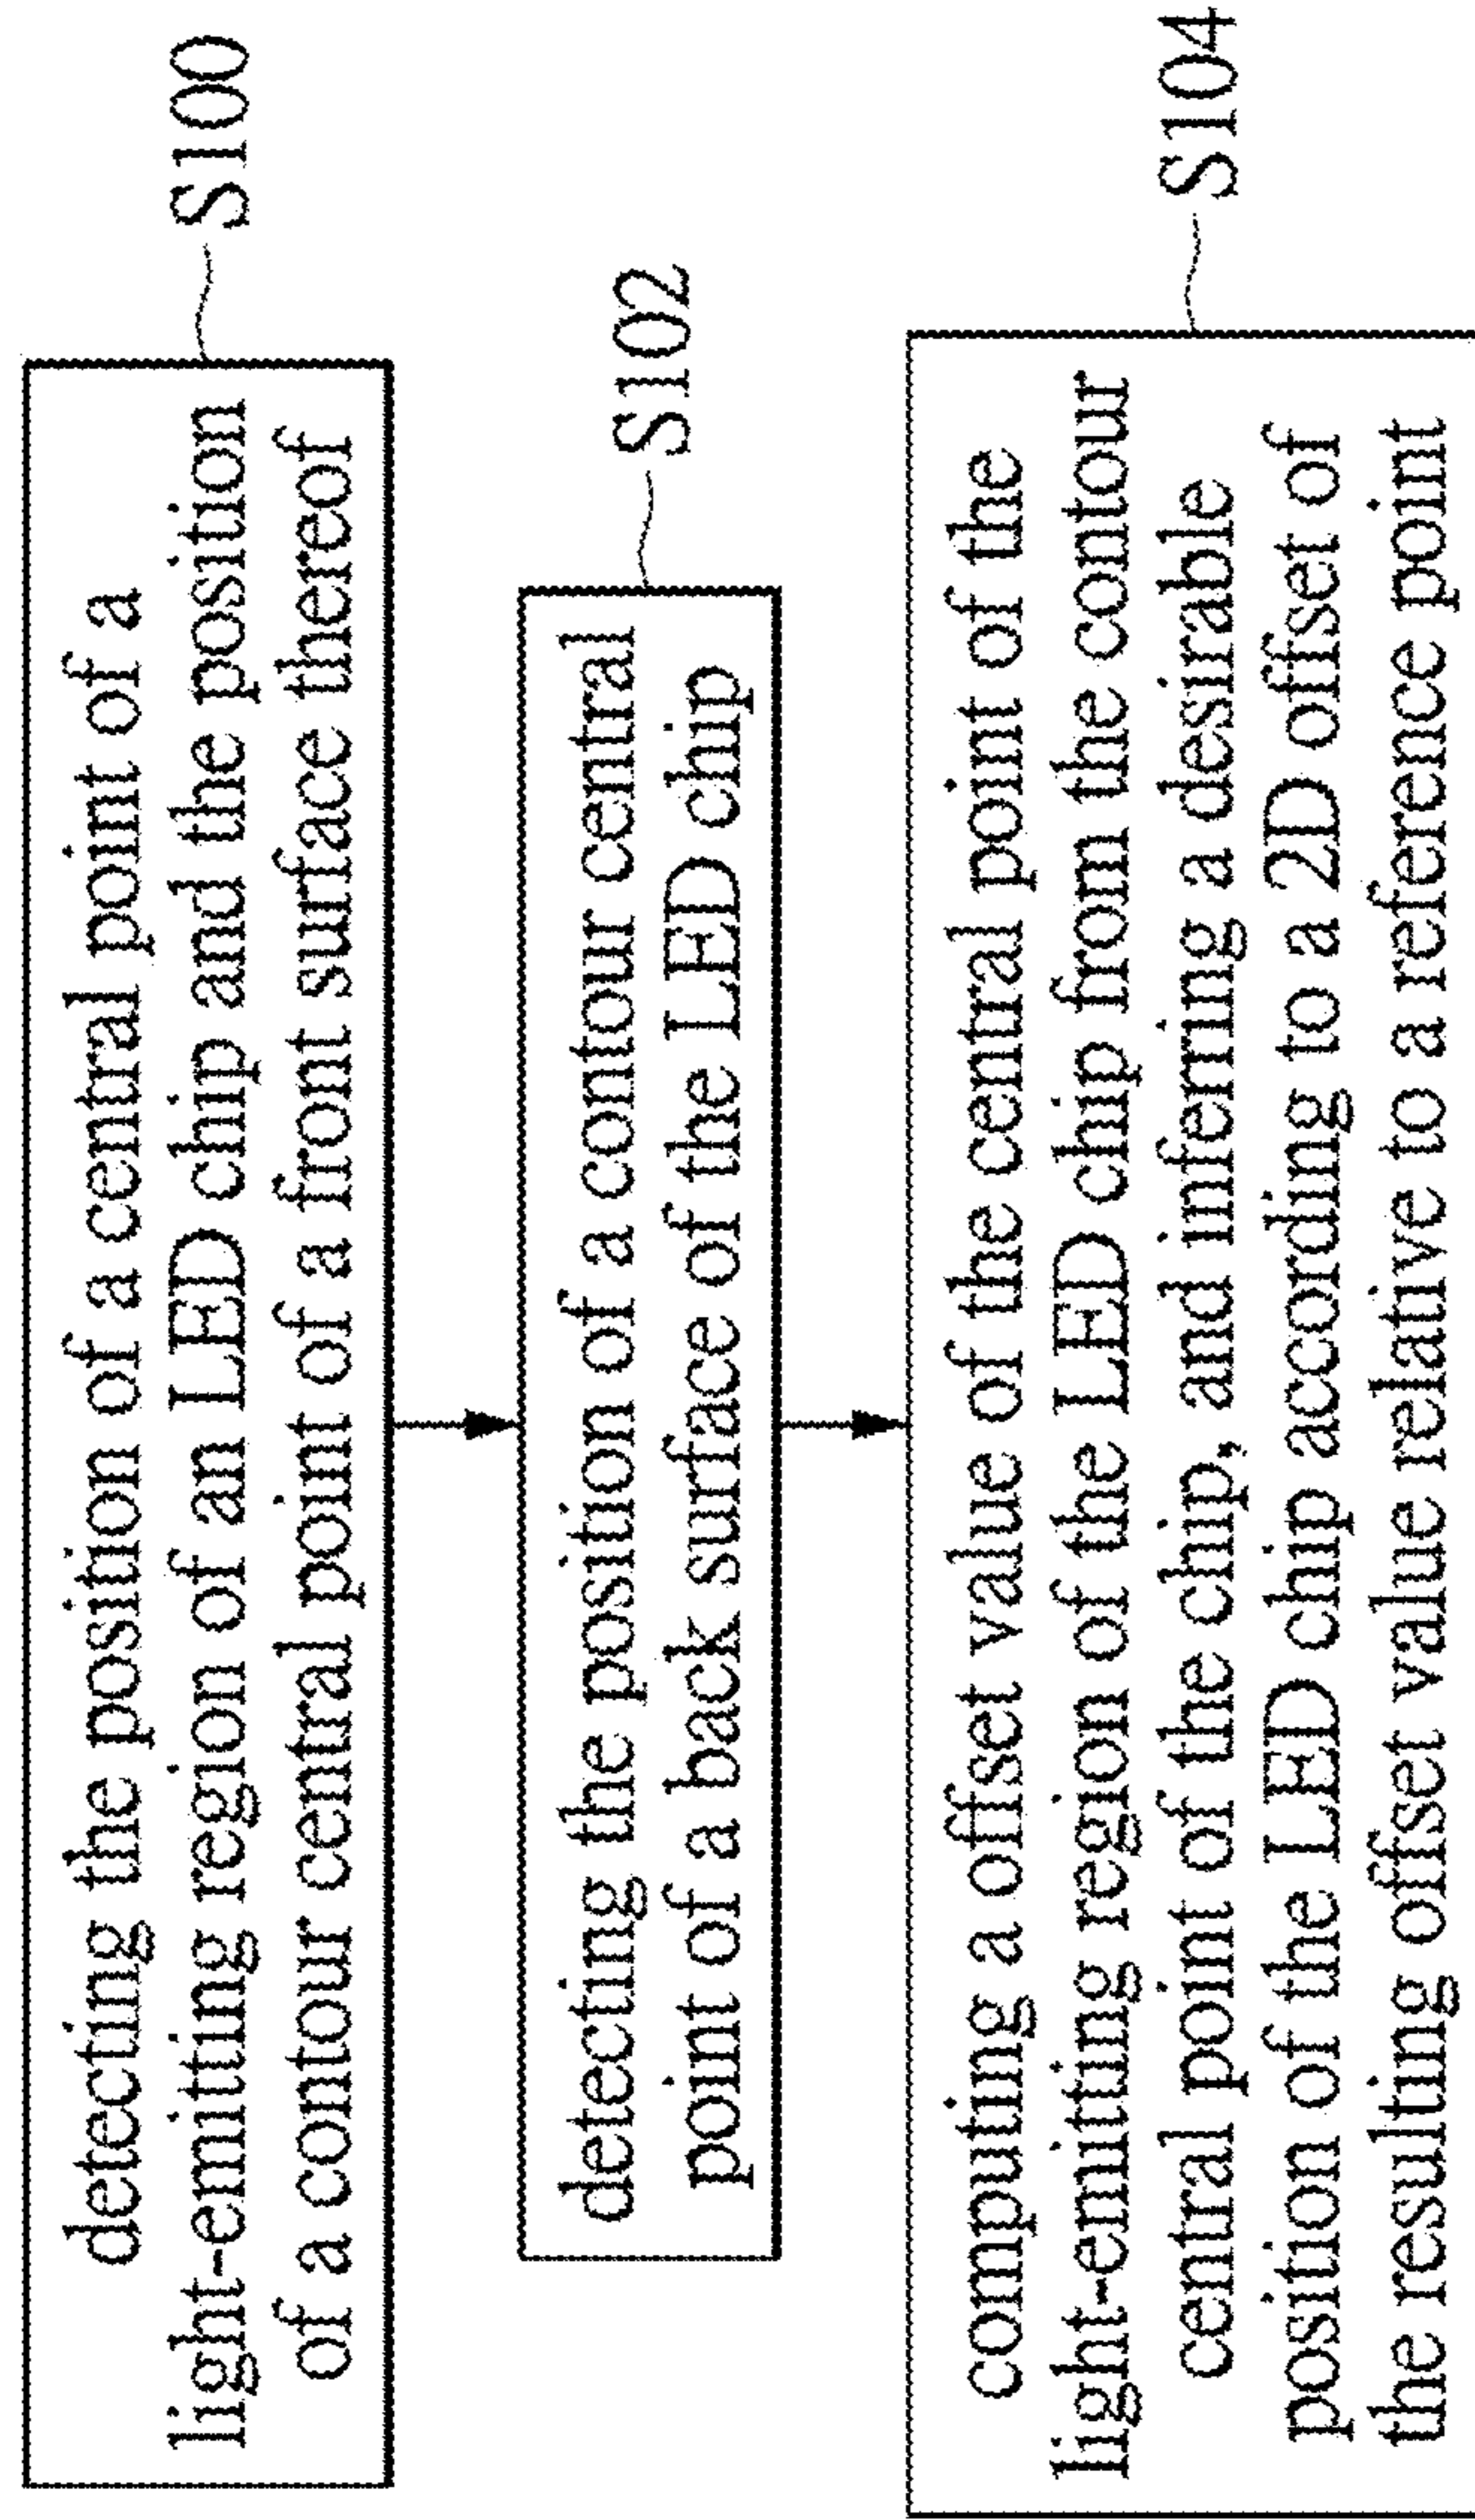 detecting the position of a central point of a
light-emitting region of an LED chip and the position
of a contour central point of a front surface thereof
S100
detecting the position of a contour central
point of a back surface of the LED chip
S102
computing a offset value of the central point of the
light-emitting region of the LED chip from the contour
central point of the chip, and inferring a desirable
position of the LED chip according to a 2D offset of
the resulting offset value relative to a reference point
S104